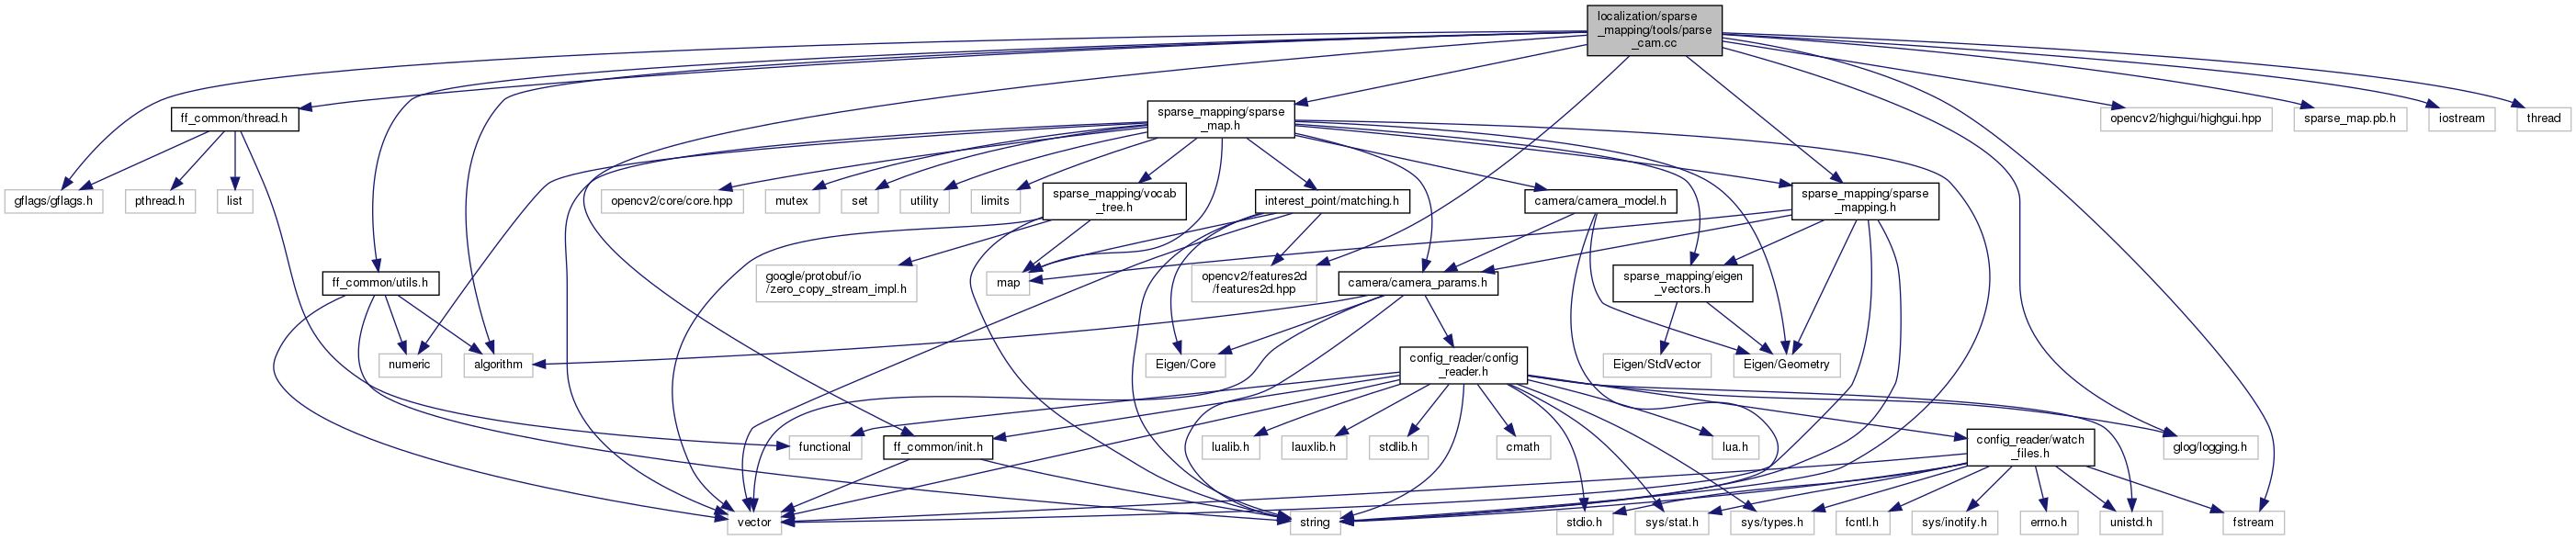 localization/sparse
_mapping/tools/parse
_cam.cc
ff_common/thread.h
sparse_mapping/sparse
_map.h
opencv2/highgui/highgui.hpp
sparse_map.pb.h
iostream
thread
gflags/gflags.h
pthread.h
list
opencv2/core/core.hpp
mutex
set
utility
limits
sparse_mapping/vocab
_tree.h
interest_point/matching.h
camera/camera_model.h
sparse_mapping/sparse
_mapping.h
ff_common/utils.h
google/protobuf/io
/zero_copy_stream_impl.h
map
opencv2/features2d
/features2d.hpp
camera/camera_params.h
sparse_mapping/eigen
_vectors.h
numeric
algorithm
Eigen/Core
config_reader/config
_reader.h
Eigen/StdVector
Eigen/Geometry
functional
ff_common/init.h
lualib.h
lauxlib.h
stdlib.h
cmath
lua.h
config_reader/watch
_files.h
glog/logging.h
vector
string
stdio.h
sys/stat.h
sys/types.h
fcntl.h
sys/inotify.h
errno.h
unistd.h
fstream